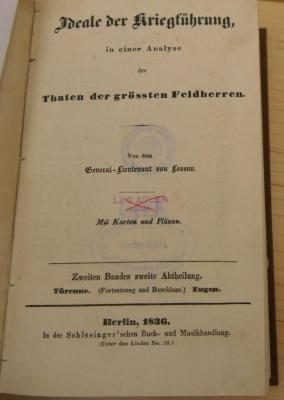 Ideale der Kriegführung,
in einer Analyse
der
Thaten der grössten Feldherren.
Von dem
General-Lieutenant von Lossau.
LEO ADLER
Mit Karten und Plänen.
Zweiten Bandes zweite Abtheilung.
Türenne. (Fortsetzung und Beschluss.) Eugen.
Berlin, 1836.
In der Schlesinger'schen Buch- und Musikhandlung.
(Unter den Linden No. 34.)